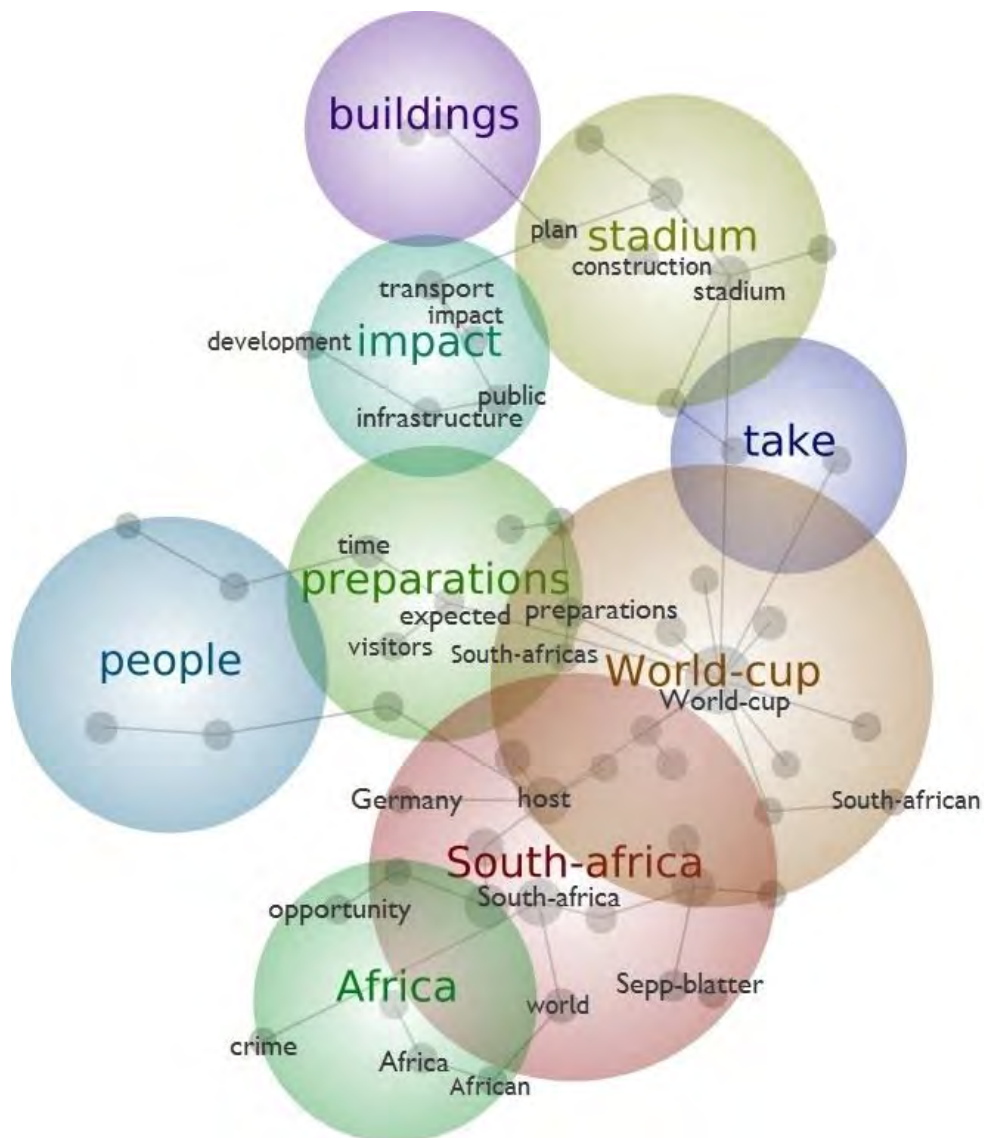 buildings
plan
stadium
construction
stadium
transport
impact
development
impact
public
infrastructure
take
time
preparations
expected
preparations
visitors
South-africas
people
World-cup
World-cup
Germany
host
South-african
South-africa
South-africa
opportunity
Africa
Sepp-blatter
world
crime
Africa
African